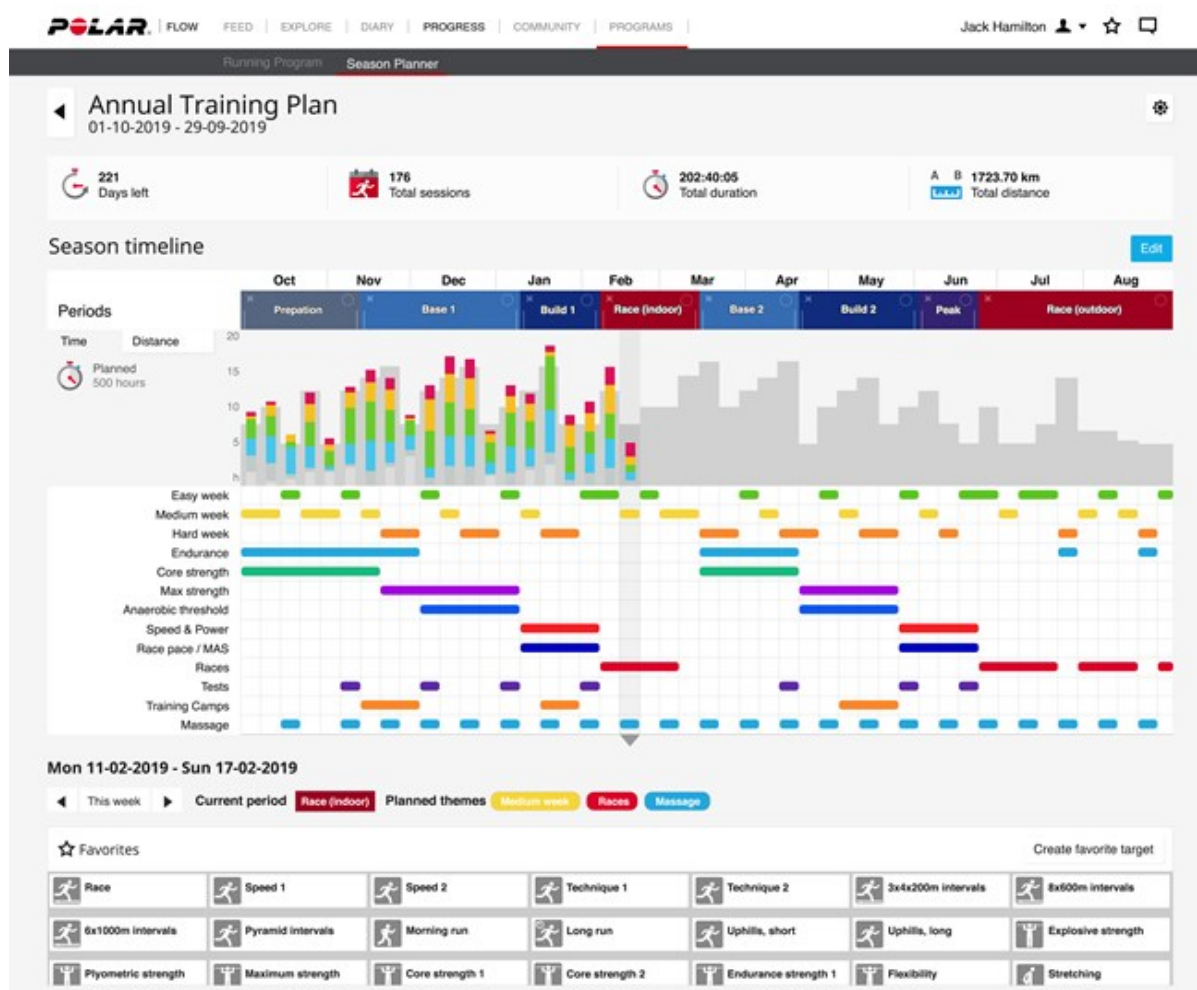 POLAR. FLOW FEED EXPLORE DIARY PROGRESS COMMUNITY PROGRAMS Jack Hamilton
Running Program Season Planner
Annual Training Plan
01-10-2019 - 29-09-2019
221
Days left
176
Total sessions
202:40:05
Total duration
A B 1723.70 km
Total distance
Season timeline
Edit
Oct Nov Dec Jan Feb Mar Apr May Jun Jul Aug
Periods
Prepation Base 1 Build 1 Race (indoor) Base 2 Build 2 Peak Race (outdoor)
Time Distance
Planned
500 hours
20
15
10
5
h
Easy week
Medium week
Hard week
Endurance
Core strength
Max strength
Anaerobic threshold
Speed & Power
Race pace / MAS
Races
Tests
Training Camps
Massage
Mon 11-02-2019 - Sun 17-02-2019
This week Current period Race (indoor) Planned themes Medium week Races Massage
Favorites
Create favorite target
Race Speed 1 Speed 2 Technique 1 Technique 2 3x4x200m intervals 8x600m intervals
6x1000m intervals Pyramid intervals Morning run Long run Uphills, short Uphills, long Explosive strength
Plyometric strength Maximum strength Core strength 1 Core strength 2 Endurance strength 1 Flexibility Stretching